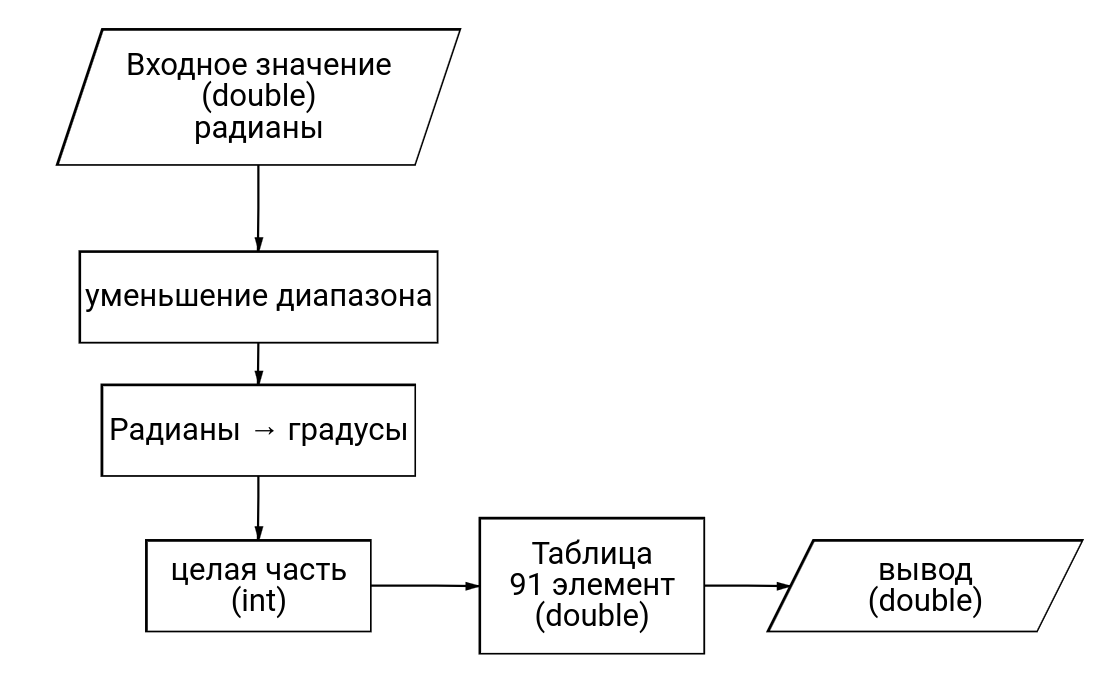 Входное значение
(double)
радианы
уменьшение диапазона
Радианы → градусы
целая часть
(int)
Таблица
91 элемент
(double)
вывод
(double)